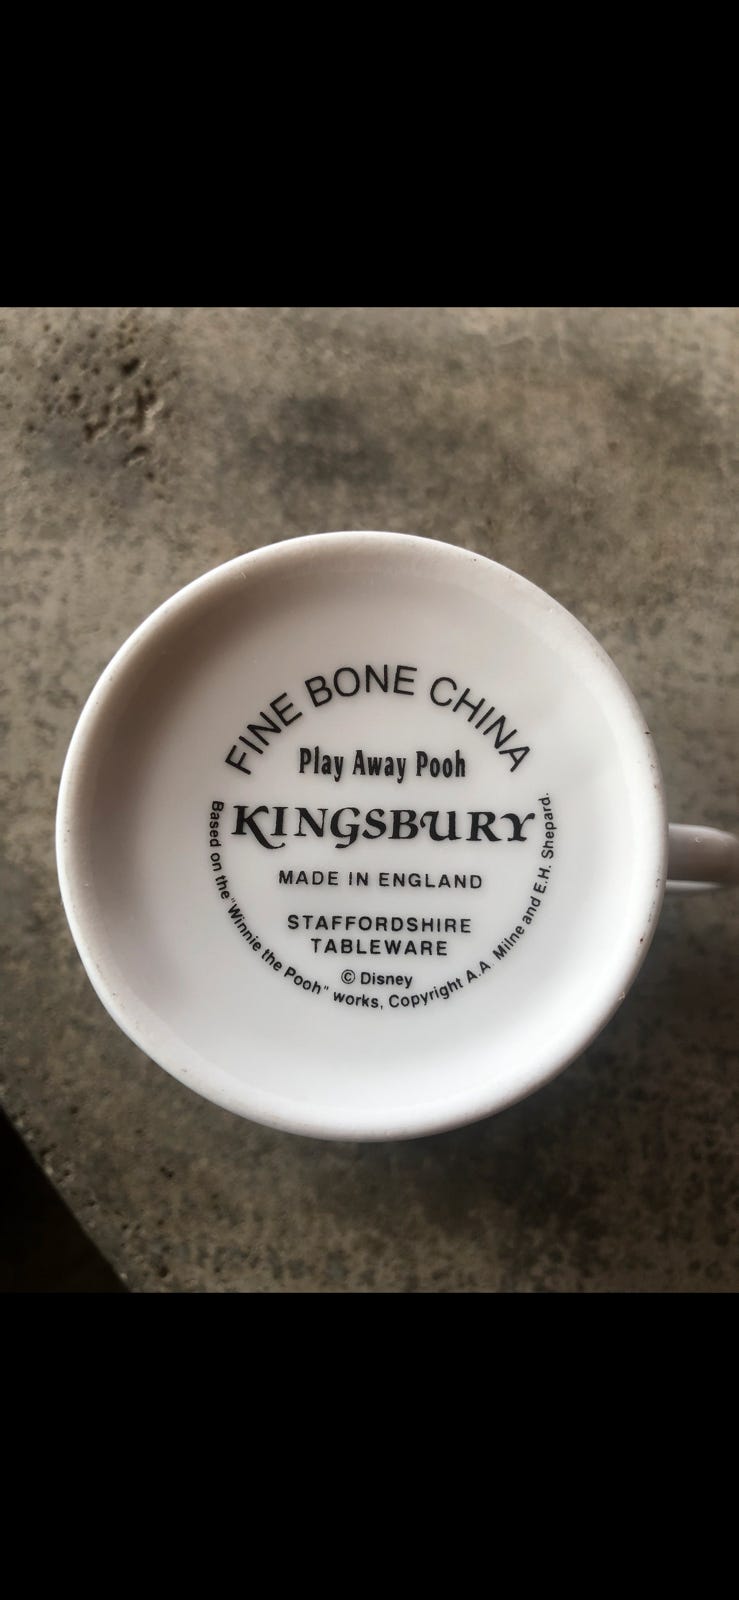 FINE BONE CHINA
Play Away Pooh
KINGSBURY
MADE IN ENGLAND
STAFFORDSHIRE
TABLEWARE
© Disney
Based on the "Winnie the Pooh" works, Copyright A.A Milne and E.H. Shepard.